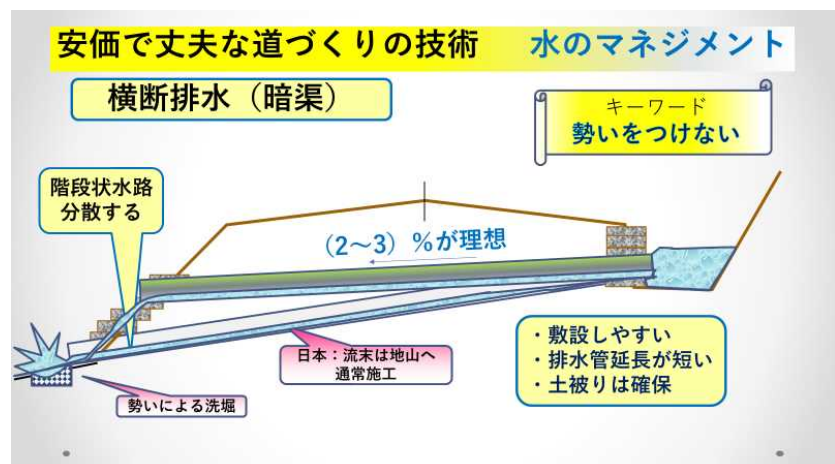 安価で丈夫な道づくりの技術 水のマネジメント
横断排水（暗渠）
キーワード
勢いをつけない
階段状水路
分散する
(2～3) %が理想
日本：流末は地山へ
通常施工
勢いによる洗堀
・敷設しやすい
・排水管延長が短い
・土被りは確保